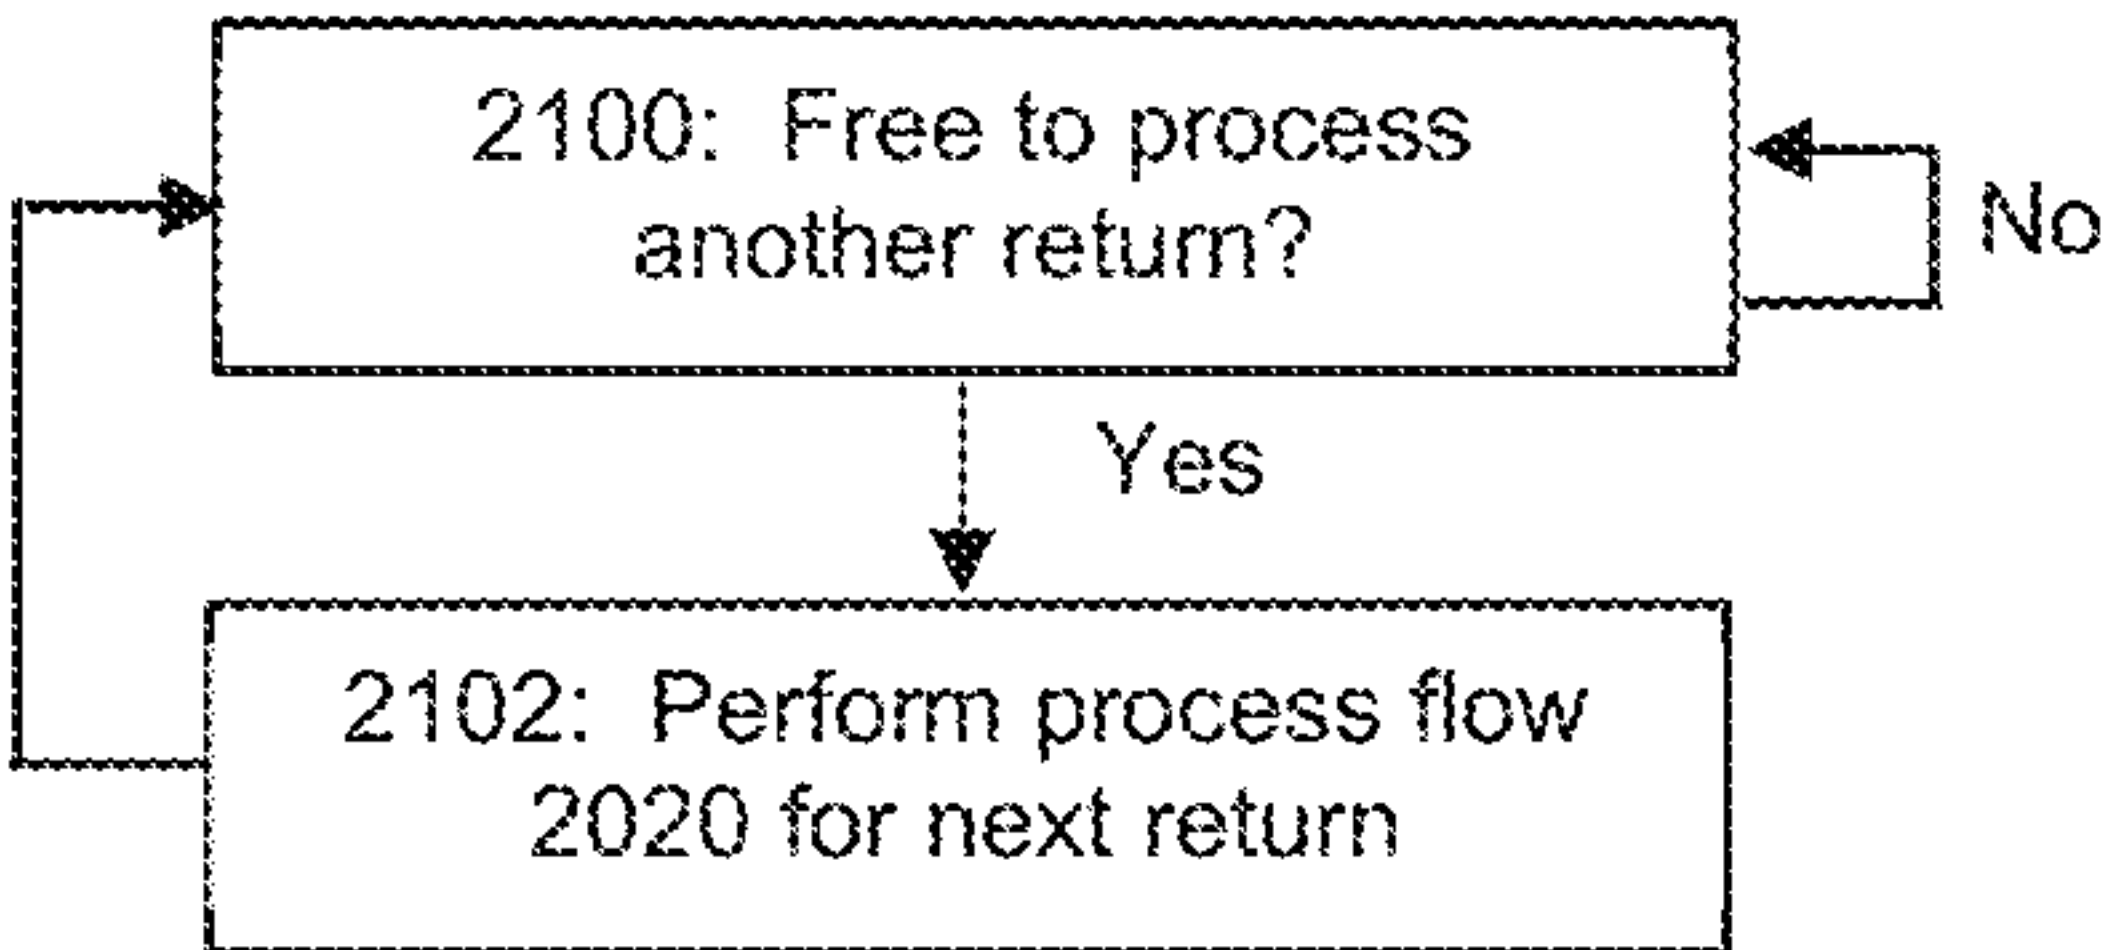 2100: Free to process
another return?
No
Yes
2102: Perform process flow
2020 for next return